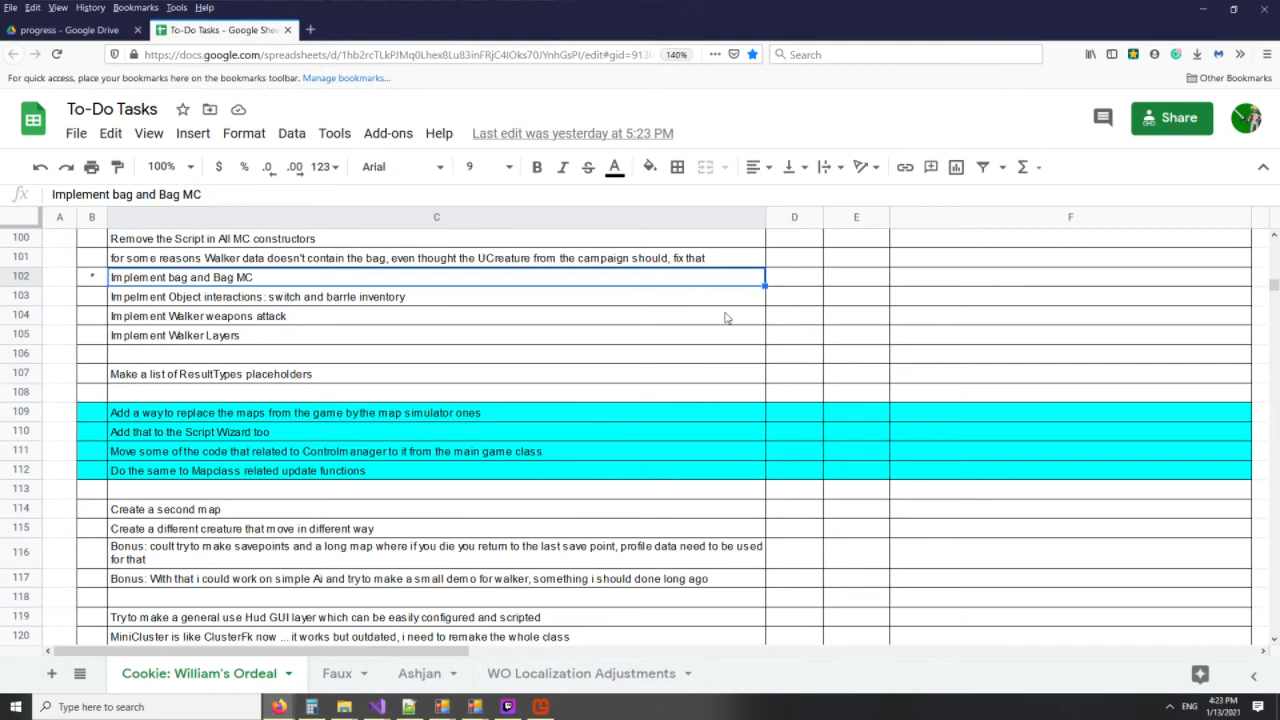 File Edit View History Bookmarks Tools Help
progress - Google Drive
To-Do Tasks - Google She
https://docs.google.com/spreadsheets/d/1hb2rcTLkPJMq0Lhex8Lu83inFRjC4IOks70JYnhGsPI/edit#gid=913
140%
Search
For quick access, place your bookmarks here on the bookmarks toolbar. Manage bookmarks...
Other Bookmarks
To-Do Tasks
File Edit View Insert Format Data Tools Add-ons Help Last edit was yesterday at 5:23 PM
Share
100% $ % .0 .00 123 Arial 9 B I S A
fx Implement bag and Bag MC
A B C D E F
100 Remove the Script in All MC constructors
101 for some reasons Walker data doesn't contain the bag, even thought the UCreature from the campaign should, fix that
102 * Implement bag and Bag MC
103 Impelment Object interactions: switch and barrle inventory
104 Implement Walker weapons attack
105 Implement Walker Layers
106
107 Make a list of ResultTypes placeholders
108
109 Add a way to replace the maps from the game by the map simulator ones
110 Add that to the Script Wizard too
111 Move some of the code that related to Controlmanager to it from the main game class
112 Do the same to Mapclass related update functions
113
114 Create a second map
115 Create a different creature that move in different way
116 Bonus: coult try to make savepoints and a long map where if you die you return to the last save point, profile data need to be used
for that
117 Bonus: With that i could work on simple Ai and try to make a small demo for walker, something i should done long ago
118
119 Try to make a general use Hud GUI layer which can be easily configured and scripted
120 MiniCluster is like ClusterFk now ... it works but outdated, i need to remake the whole class
Cookie: William's Ordeal Faux Ashjan WO Localization Adjustments
Type here to search
ENG
4:23 PM
1/13/2021